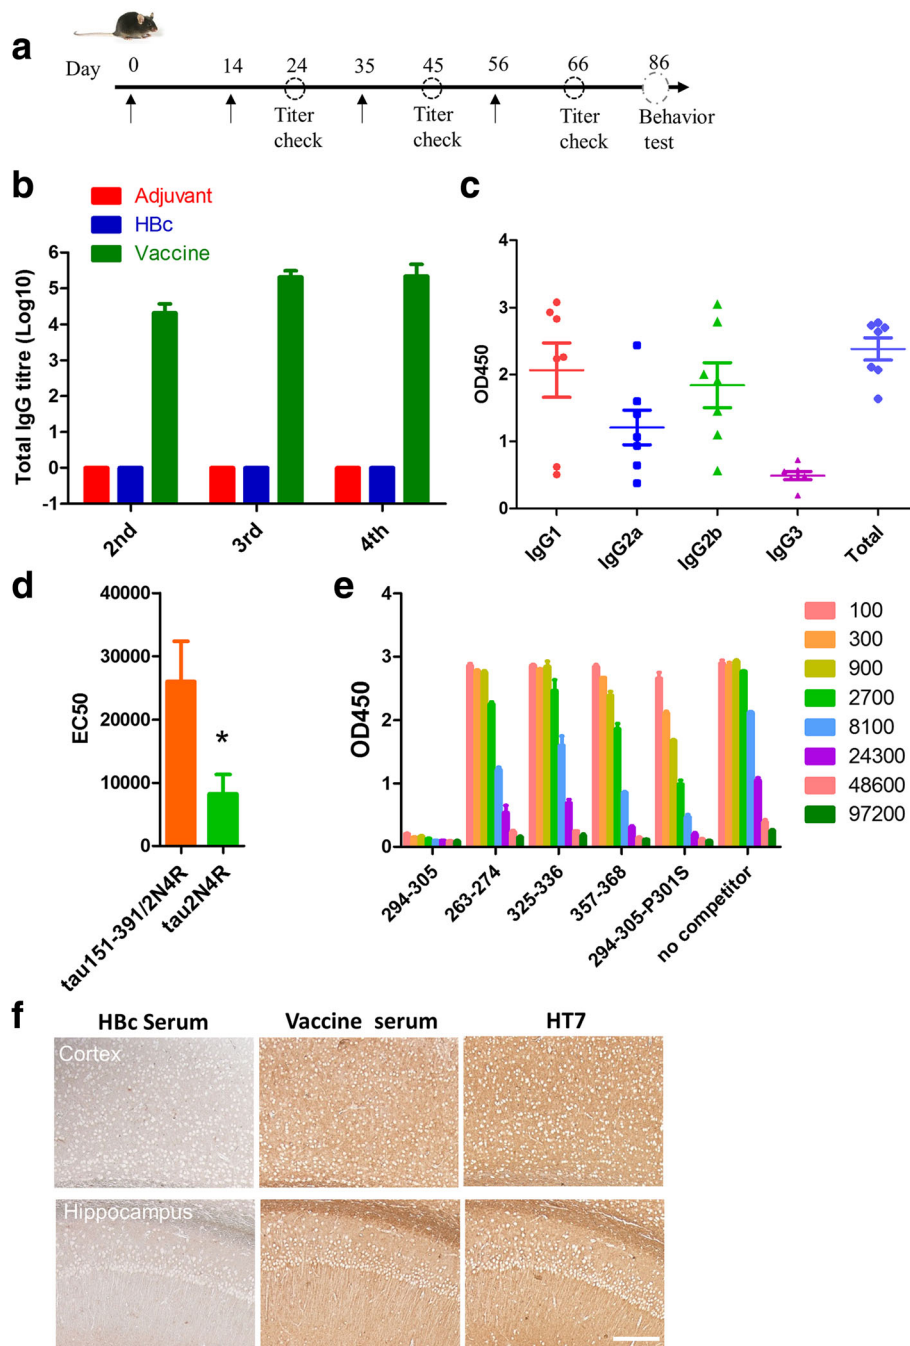 a
Day 0 14 24 35 45 56 66 86
Titer check
Titer check
Titer check
Behavior test
b
Adjuvant
HBc
Vaccine
Total IgG titre (Log10)
6
5
4
3
2
1
0
-1
2nd
3rd
4th
c
OD450
4
3
2
1
0
IgG1
IgG2a
IgG2b
IgG3
Total
d
EC50
40000
30000
20000
10000
0
*
tau151-391/2N4R
tau2N4R
e
OD450
4
3
2
1
0
294-305
263-274
325-336
357-368
294-305-P301S
no competitor
100
300
900
2700
8100
24300
48600
97200
f
HBc Serum
Vaccine serum
HT7
Cortex
Hippocampus